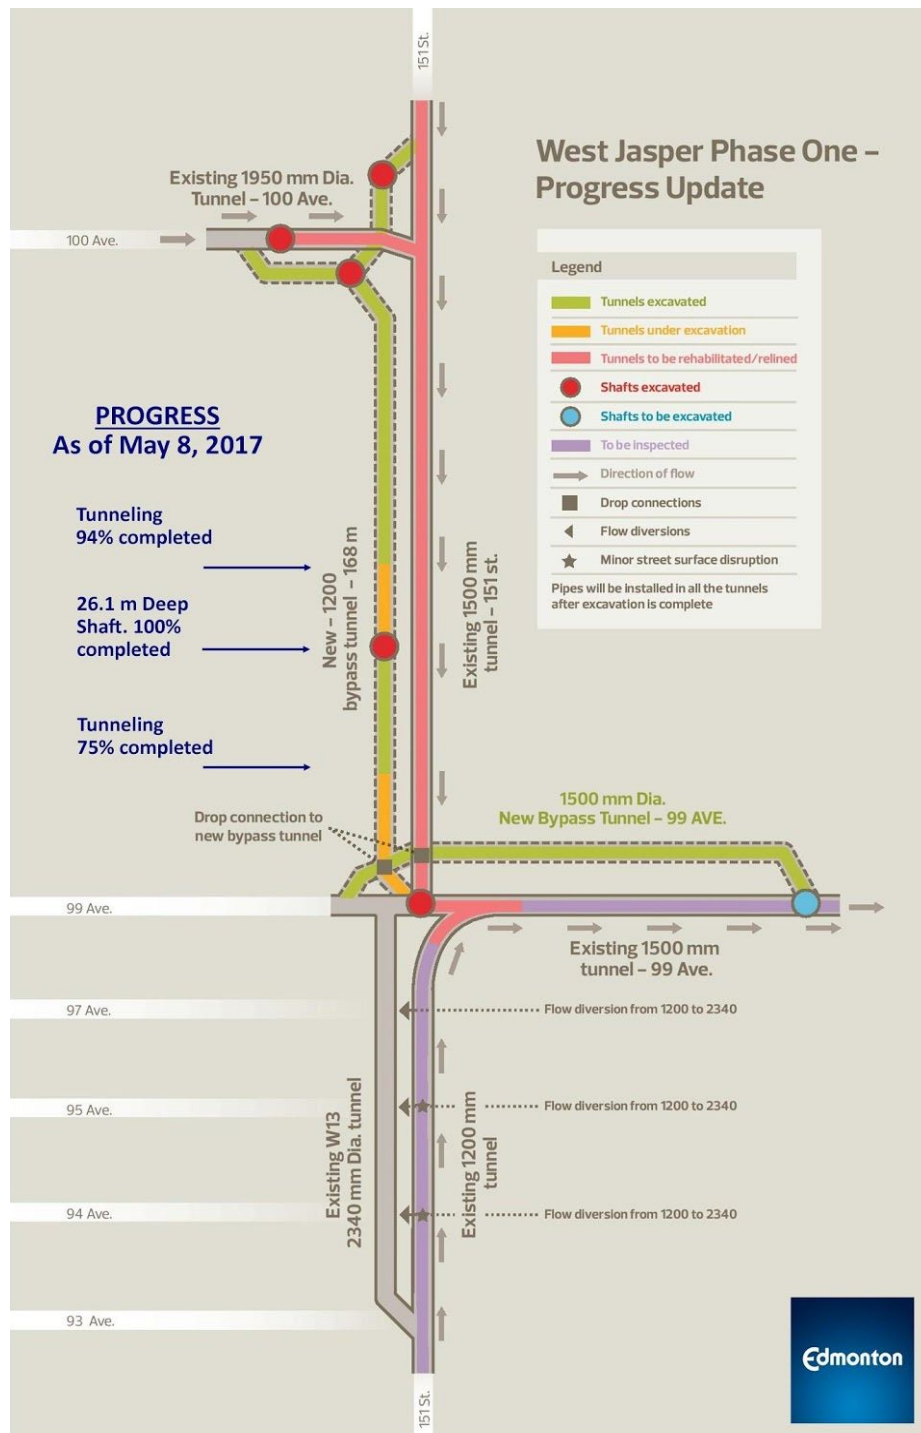 151 St.
West Jasper Phase One –
Progress Update
Existing 1950 mm Dia.
Tunnel – 100 Ave.
100 Ave.
Legend
Tunnels excavated
Tunnels under excavation
Tunnels to be rehabilitated/relined
Shafts excavated
Shafts to be excavated
To be inspected
Direction of flow
Drop connections
Flow diversions
Minor street surface disruption
Pipes will be installed in all the tunnels
after excavation is complete
PROGRESS
As of May 8, 2017
Tunneling
94% completed
26.1 m Deep
Shaft. 100%
completed
Tunneling
75% completed
New – 1200
bypass tunnel – 168 m
Existing 1500 mm
tunnel – 151 st.
Drop connection to
new bypass tunnel
1500 mm Dia.
New Bypass Tunnel – 99 AVE.
99 Ave.
Existing 1500 mm
tunnel – 99 Ave.
97 Ave.
Flow diversion from 1200 to 2340
95 Ave.
Flow diversion from 1200 to 2340
Existing W13
2340 mm Dia. tunnel
Existing 1200 mm
tunnel
94 Ave.
Flow diversion from 1200 to 2340
93 Ave.
Edmonton
151 St.